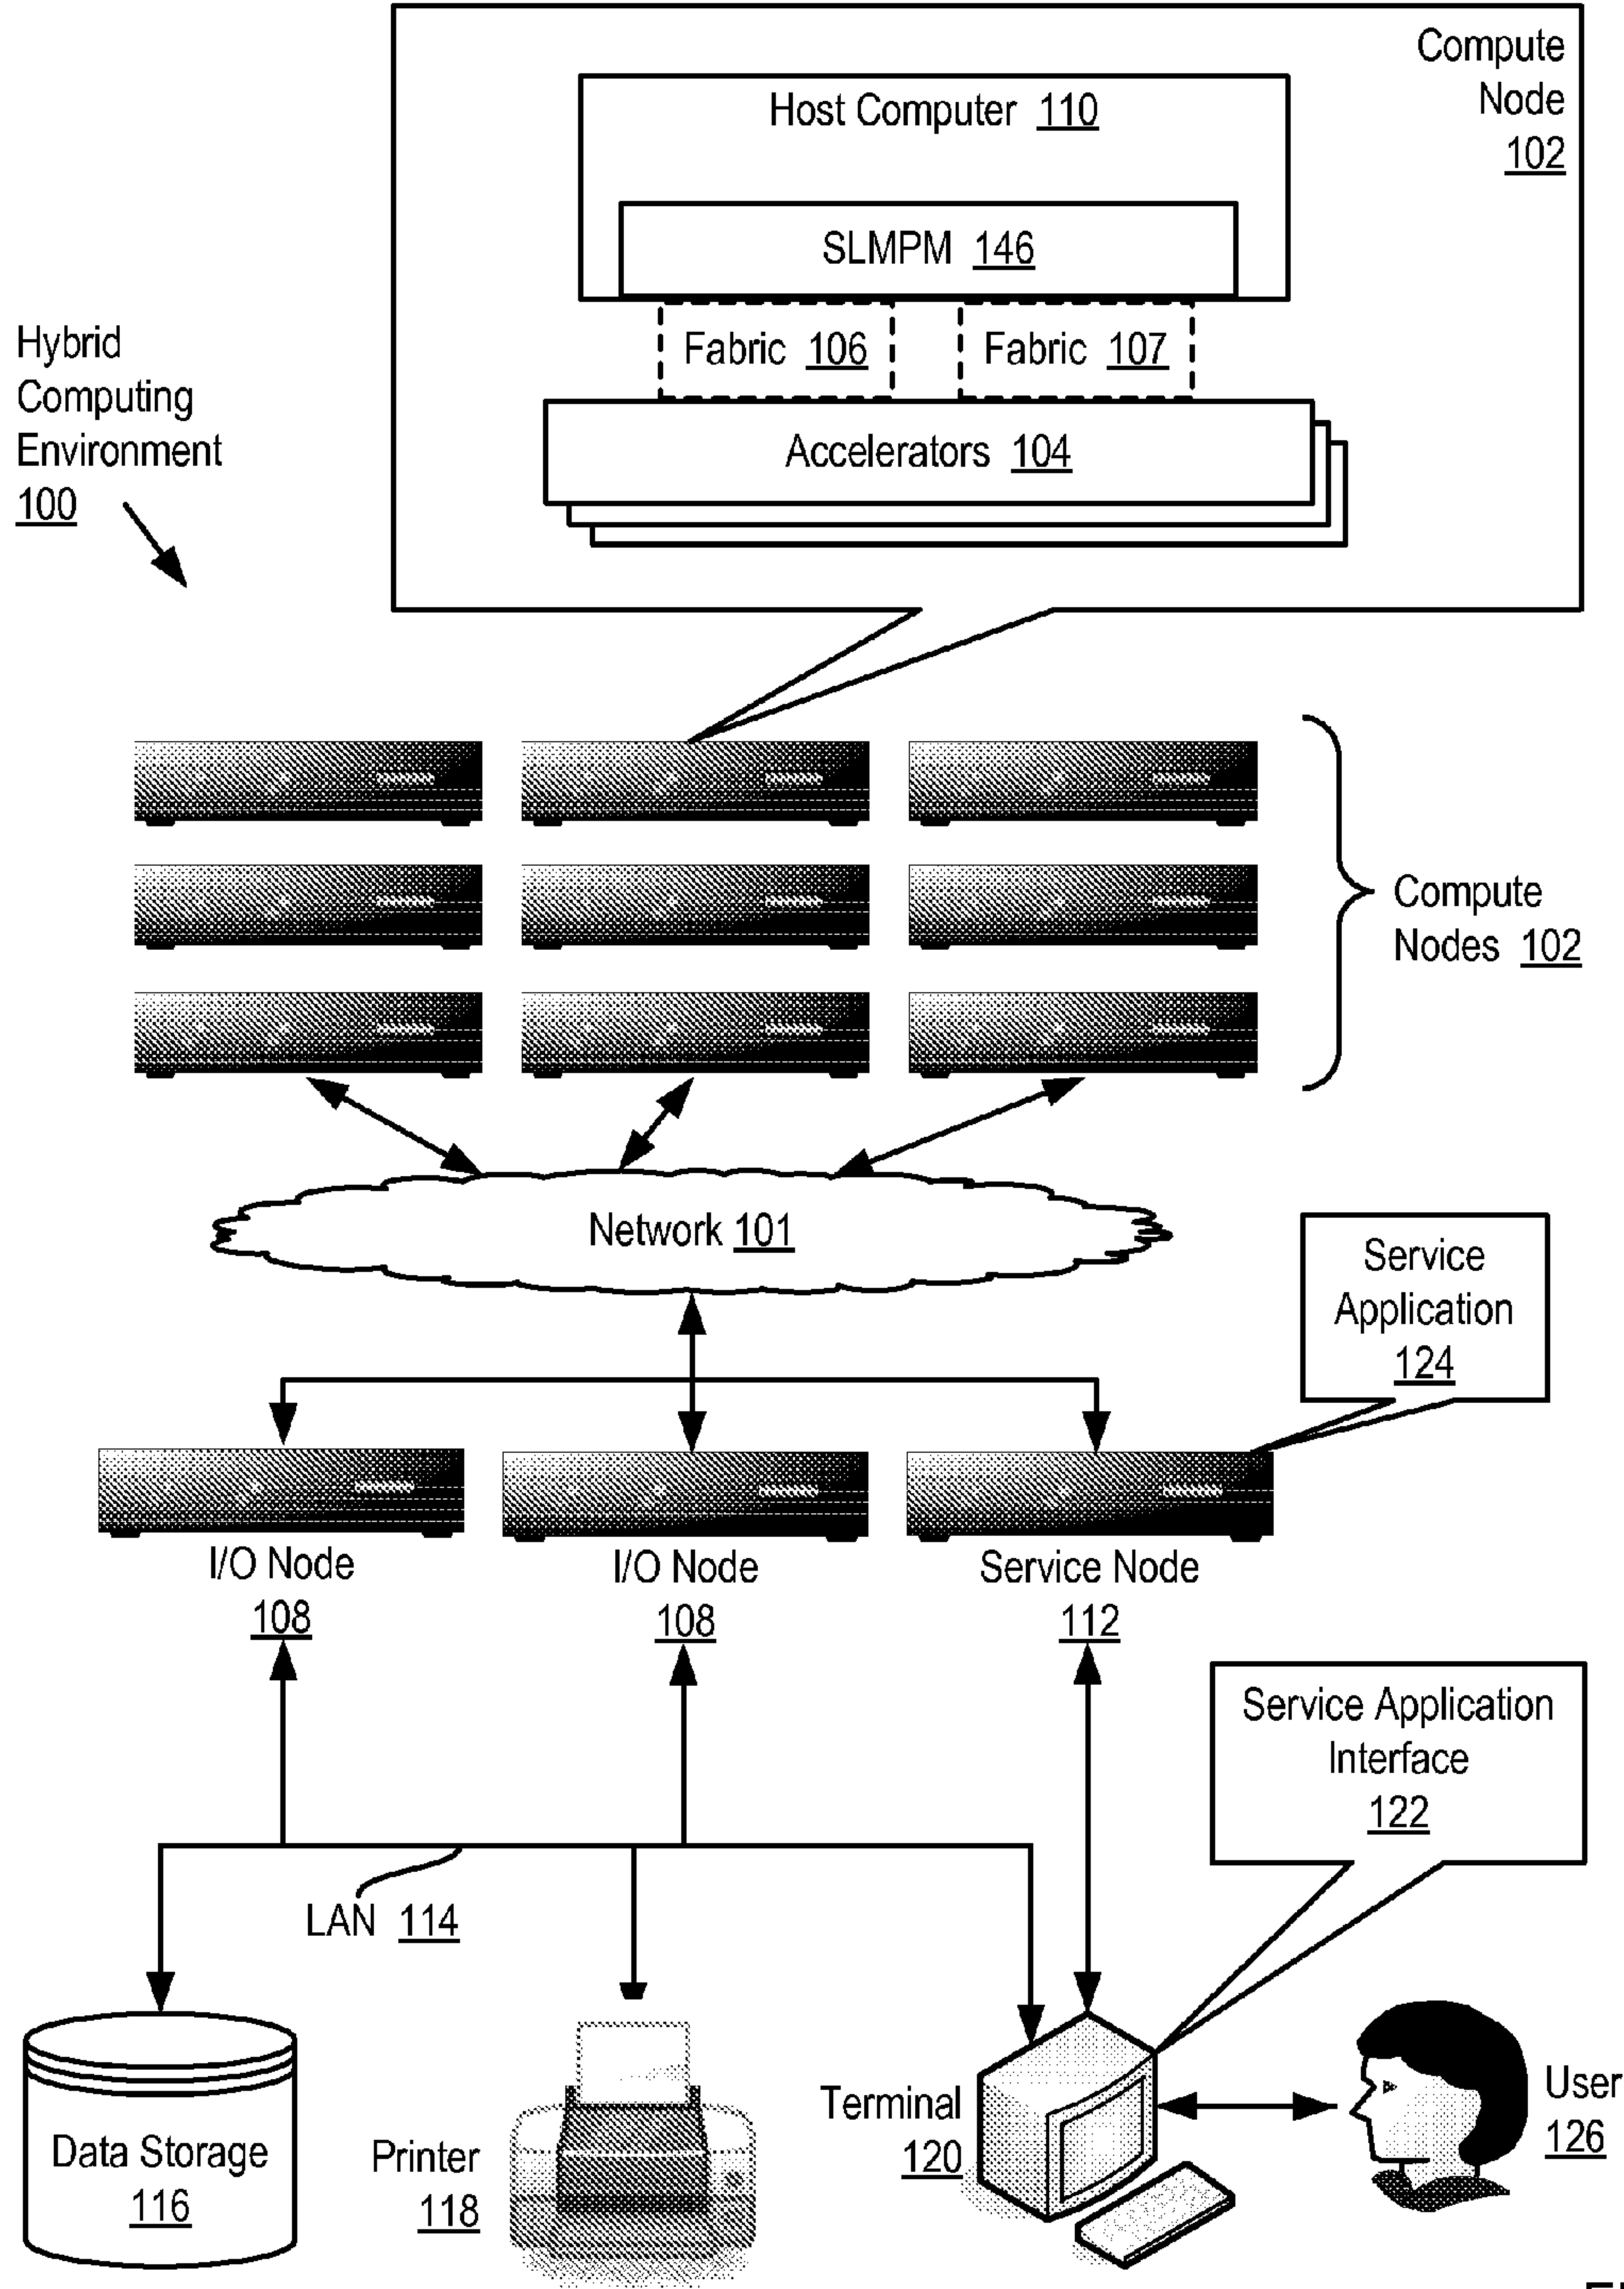 Compute
Node
102
Host Computer 110
SLMPM 146
Fabric 106
Fabric 107
Accelerators 104
Hybrid
Computing
Environment
100
Compute
Nodes 102
Network 101
Service
Application
124
I/O Node
108
I/O Node
108
Service Node
112
Service Application
Interface
122
LAN 114
Data Storage
116
Printer
118
Terminal
120
User
126